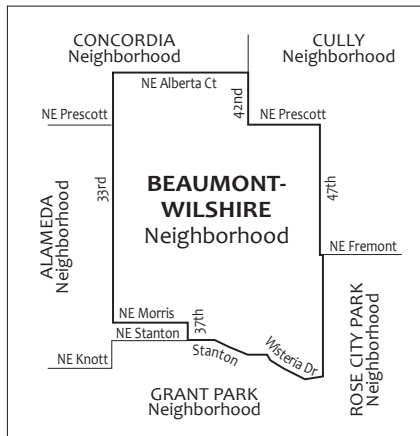 CONCORDIA
Neighborhood
CULLY
Neighborhood
NE Alberta Ct
NE Prescott
42nd
NE Prescott
33rd
BEAUMONT-
WILSHIRE
Neighborhood
47th
ALAMEDA
Neighborhood
NE Fremont
NE Morris
37th
NE Stanton
Stanton
Wisteria Dr
NE Knott
ROSE CITY PARK
Neighborhood
GRANT PARK
Neighborhood